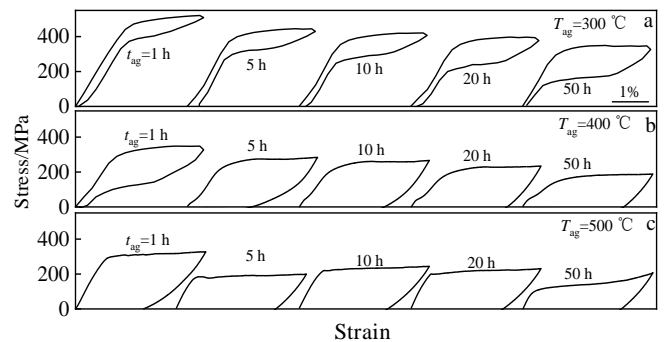 400
200
0
T_ag=300 ℃ a
t_ag=1 h
5 h
10 h
20 h
50 h
1%
400
200
0
T_ag=400 ℃ b
t_ag=1 h
5 h
10 h
20 h
50 h
400
200
0
T_ag=500 ℃ c
t_ag=1 h
5 h
10 h
20 h
50 h
Stress/MPa
Strain